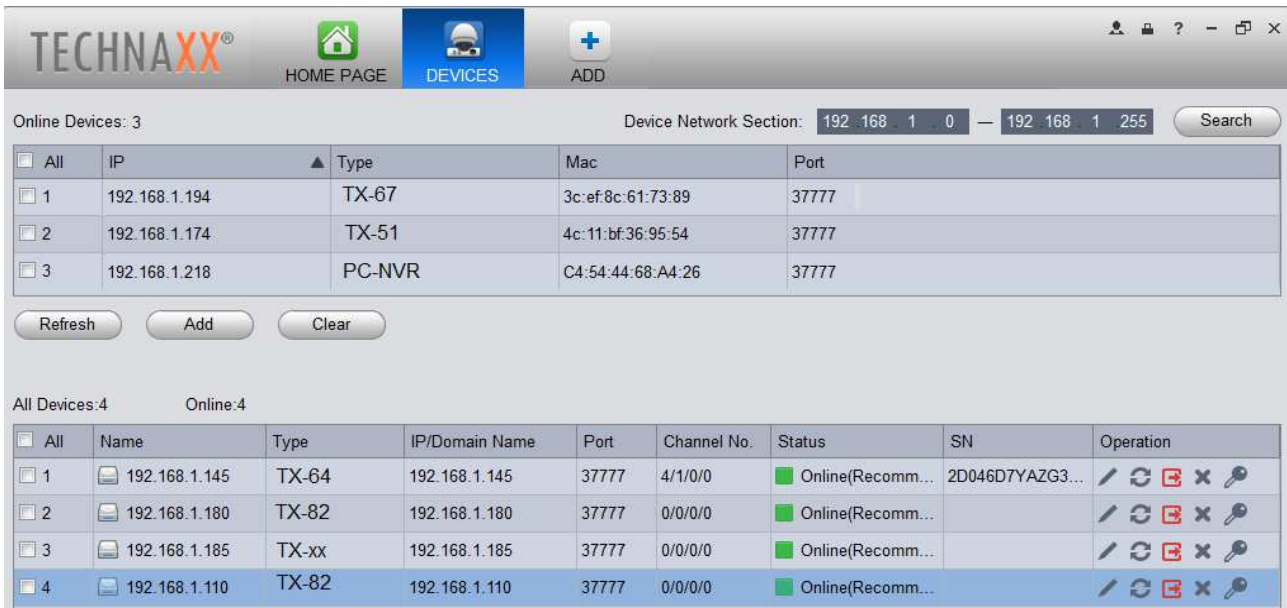 TECHNAXX®
HOME PAGE
DEVICES
ADD
?
Online Devices: 3 Device Network Section: 192 .168 . 1 . 0 — 192 .168 . 1 .255 Search
All IP Type Mac Port
1 192.168.1.194 TX-67 3c:ef:8c:61:73:89 37777
2 192.168.1.174 TX-51 4c:11:bf:36:95:54 37777
3 192.168.1.218 PC-NVR C4:54:44:68:A4:26 37777
Refresh Add Clear
All Devices:4 Online:4
All Name Type IP/Domain Name Port Channel No. Status SN Operation
1 192.168.1.145 TX-64 192.168.1.145 37777 4/1/0/0 Online(Recomm... 2D046D7YAZG3...
2 192.168.1.180 TX-82 192.168.1.180 37777 0/0/0/0 Online(Recomm...
3 192.168.1.185 TX-xx 192.168.1.185 37777 0/0/0/0 Online(Recomm...
4 192.168.1.110 TX-82 192.168.1.110 37777 0/0/0/0 Online(Recomm...